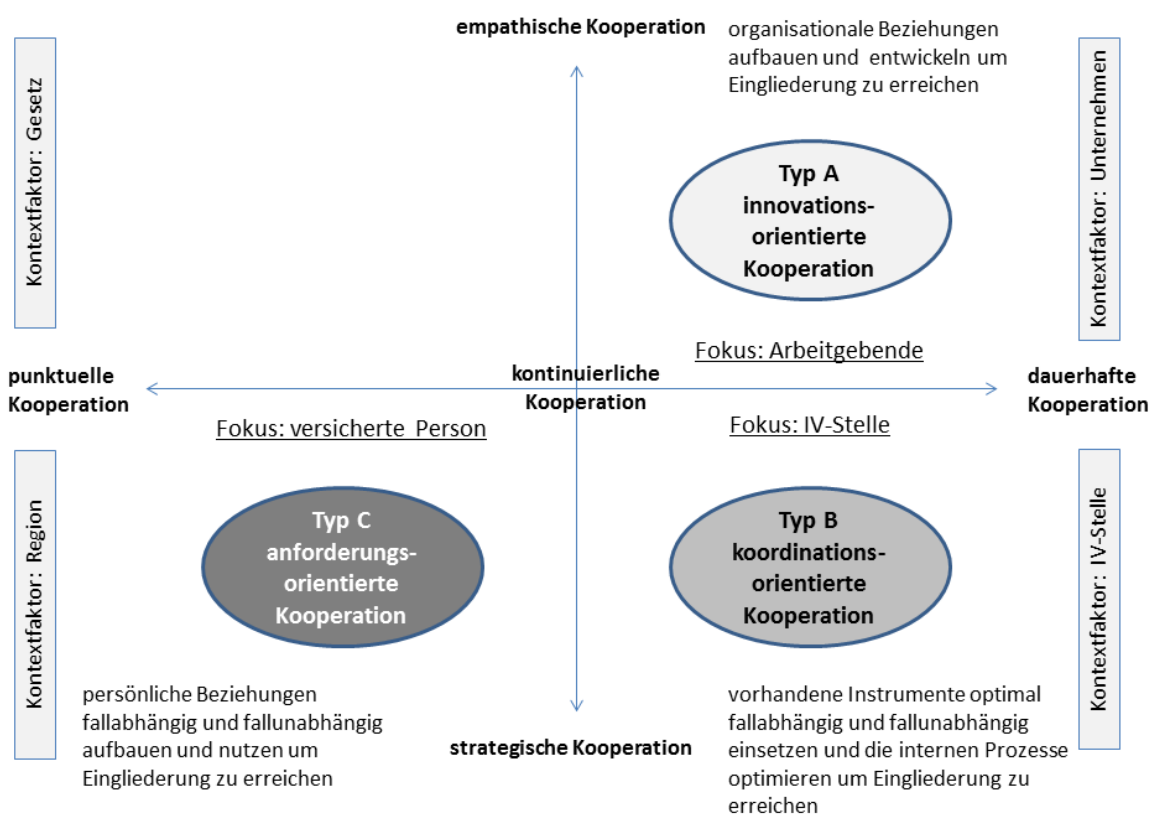 empathische Kooperation
organisationale Beziehungen
aufbauen und entwickeln um
Eingliederung zu erreichen
Kontextfaktor: Gesetz
Kontextfaktor: Unternehmen
Typ A
innovations-
orientierte
Kooperation
Fokus: Arbeitgebende
punktuelle
Kooperation
kontinuierliche
Kooperation
dauerhafte
Kooperation
Fokus: versicherte Person
Fokus: IV-Stelle
Kontextfaktor: Region
Typ C
anforderungs-
orientierte
Kooperation
Typ B
koordinations-
orientierte
Kooperation
Kontextfaktor: IV-Stelle
persönliche Beziehungen
fallabhängig und fallunabhängig
aufbauen und nutzen um
Eingliederung zu erreichen
strategische Kooperation
vorhandene Instrumente optimal
fallabhängig und fallunabhängig
einsetzen und die internen Prozesse
optimieren um Eingliederung zu
erreichen